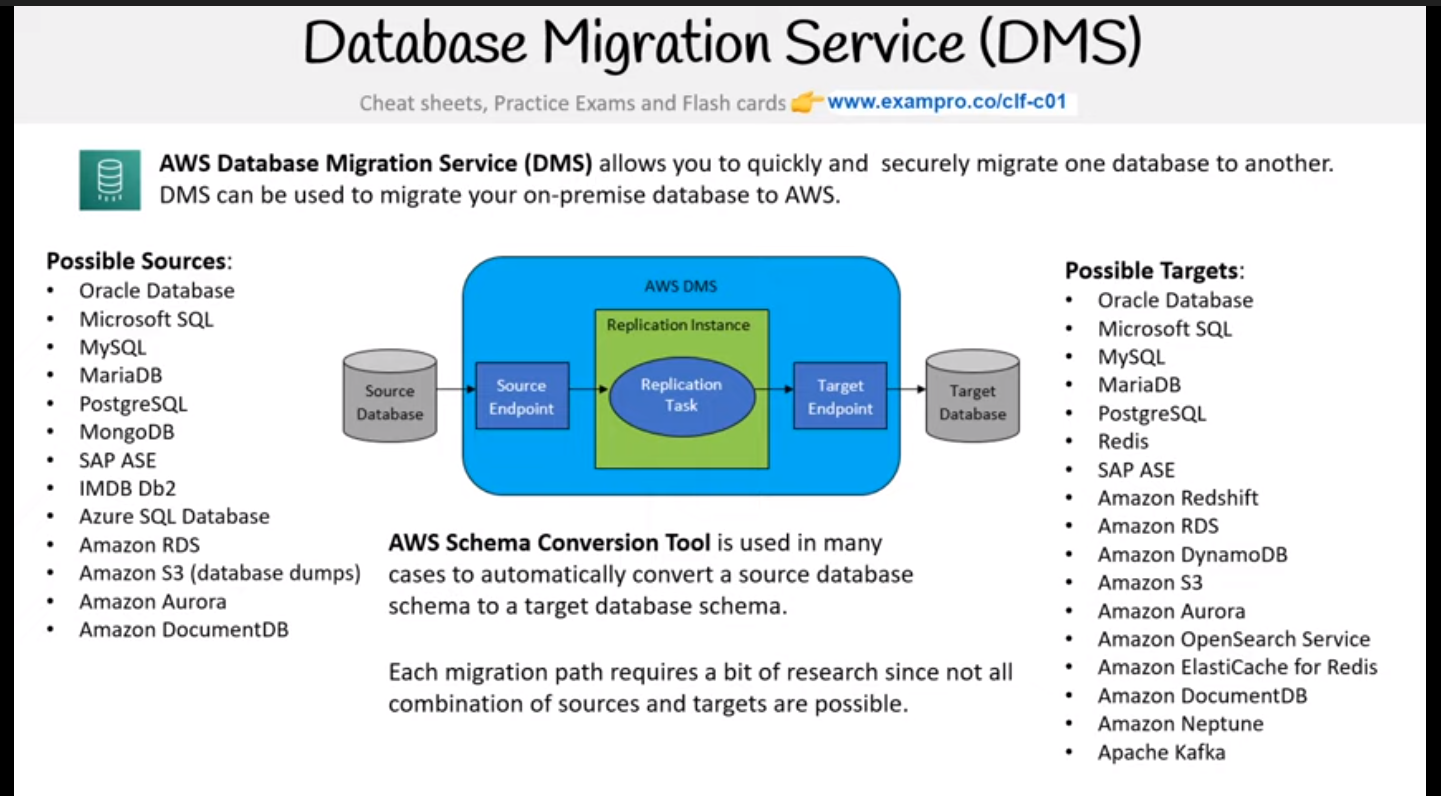 Database Migration Service (DMS)
Cheat sheets, Practice Exams and Flash cards 👉 www.exampro.co/clf-c01
AWS Database Migration Service (DMS) allows you to quickly and securely migrate one database to another.
DMS can be used to migrate your on-premise database to AWS.
Possible Sources:
• Oracle Database
• Microsoft SQL
• MySQL
• MariaDB
• PostgreSQL
• MongoDB
• SAP ASE
• IMDB Db2
• Azure SQL Database
• Amazon RDS
• Amazon S3 (database dumps)
• Amazon Aurora
• Amazon DocumentDB
AWS DMS
Replication Instance
Source
Database
Source
Endpoint
Replication
Task
Target
Endpoint
Target
Database
AWS Schema Conversion Tool is used in many
cases to automatically convert a source database
schema to a target database schema.
Each migration path requires a bit of research since not all
combination of sources and targets are possible.
Possible Targets:
• Oracle Database
• Microsoft SQL
• MySQL
• MariaDB
• PostgreSQL
• Redis
• SAP ASE
• Amazon Redshift
• Amazon RDS
• Amazon DynamoDB
• Amazon S3
• Amazon Aurora
• Amazon OpenSearch Service
• Amazon ElastiCache for Redis
• Amazon DocumentDB
• Amazon Neptune
• Apache Kafka